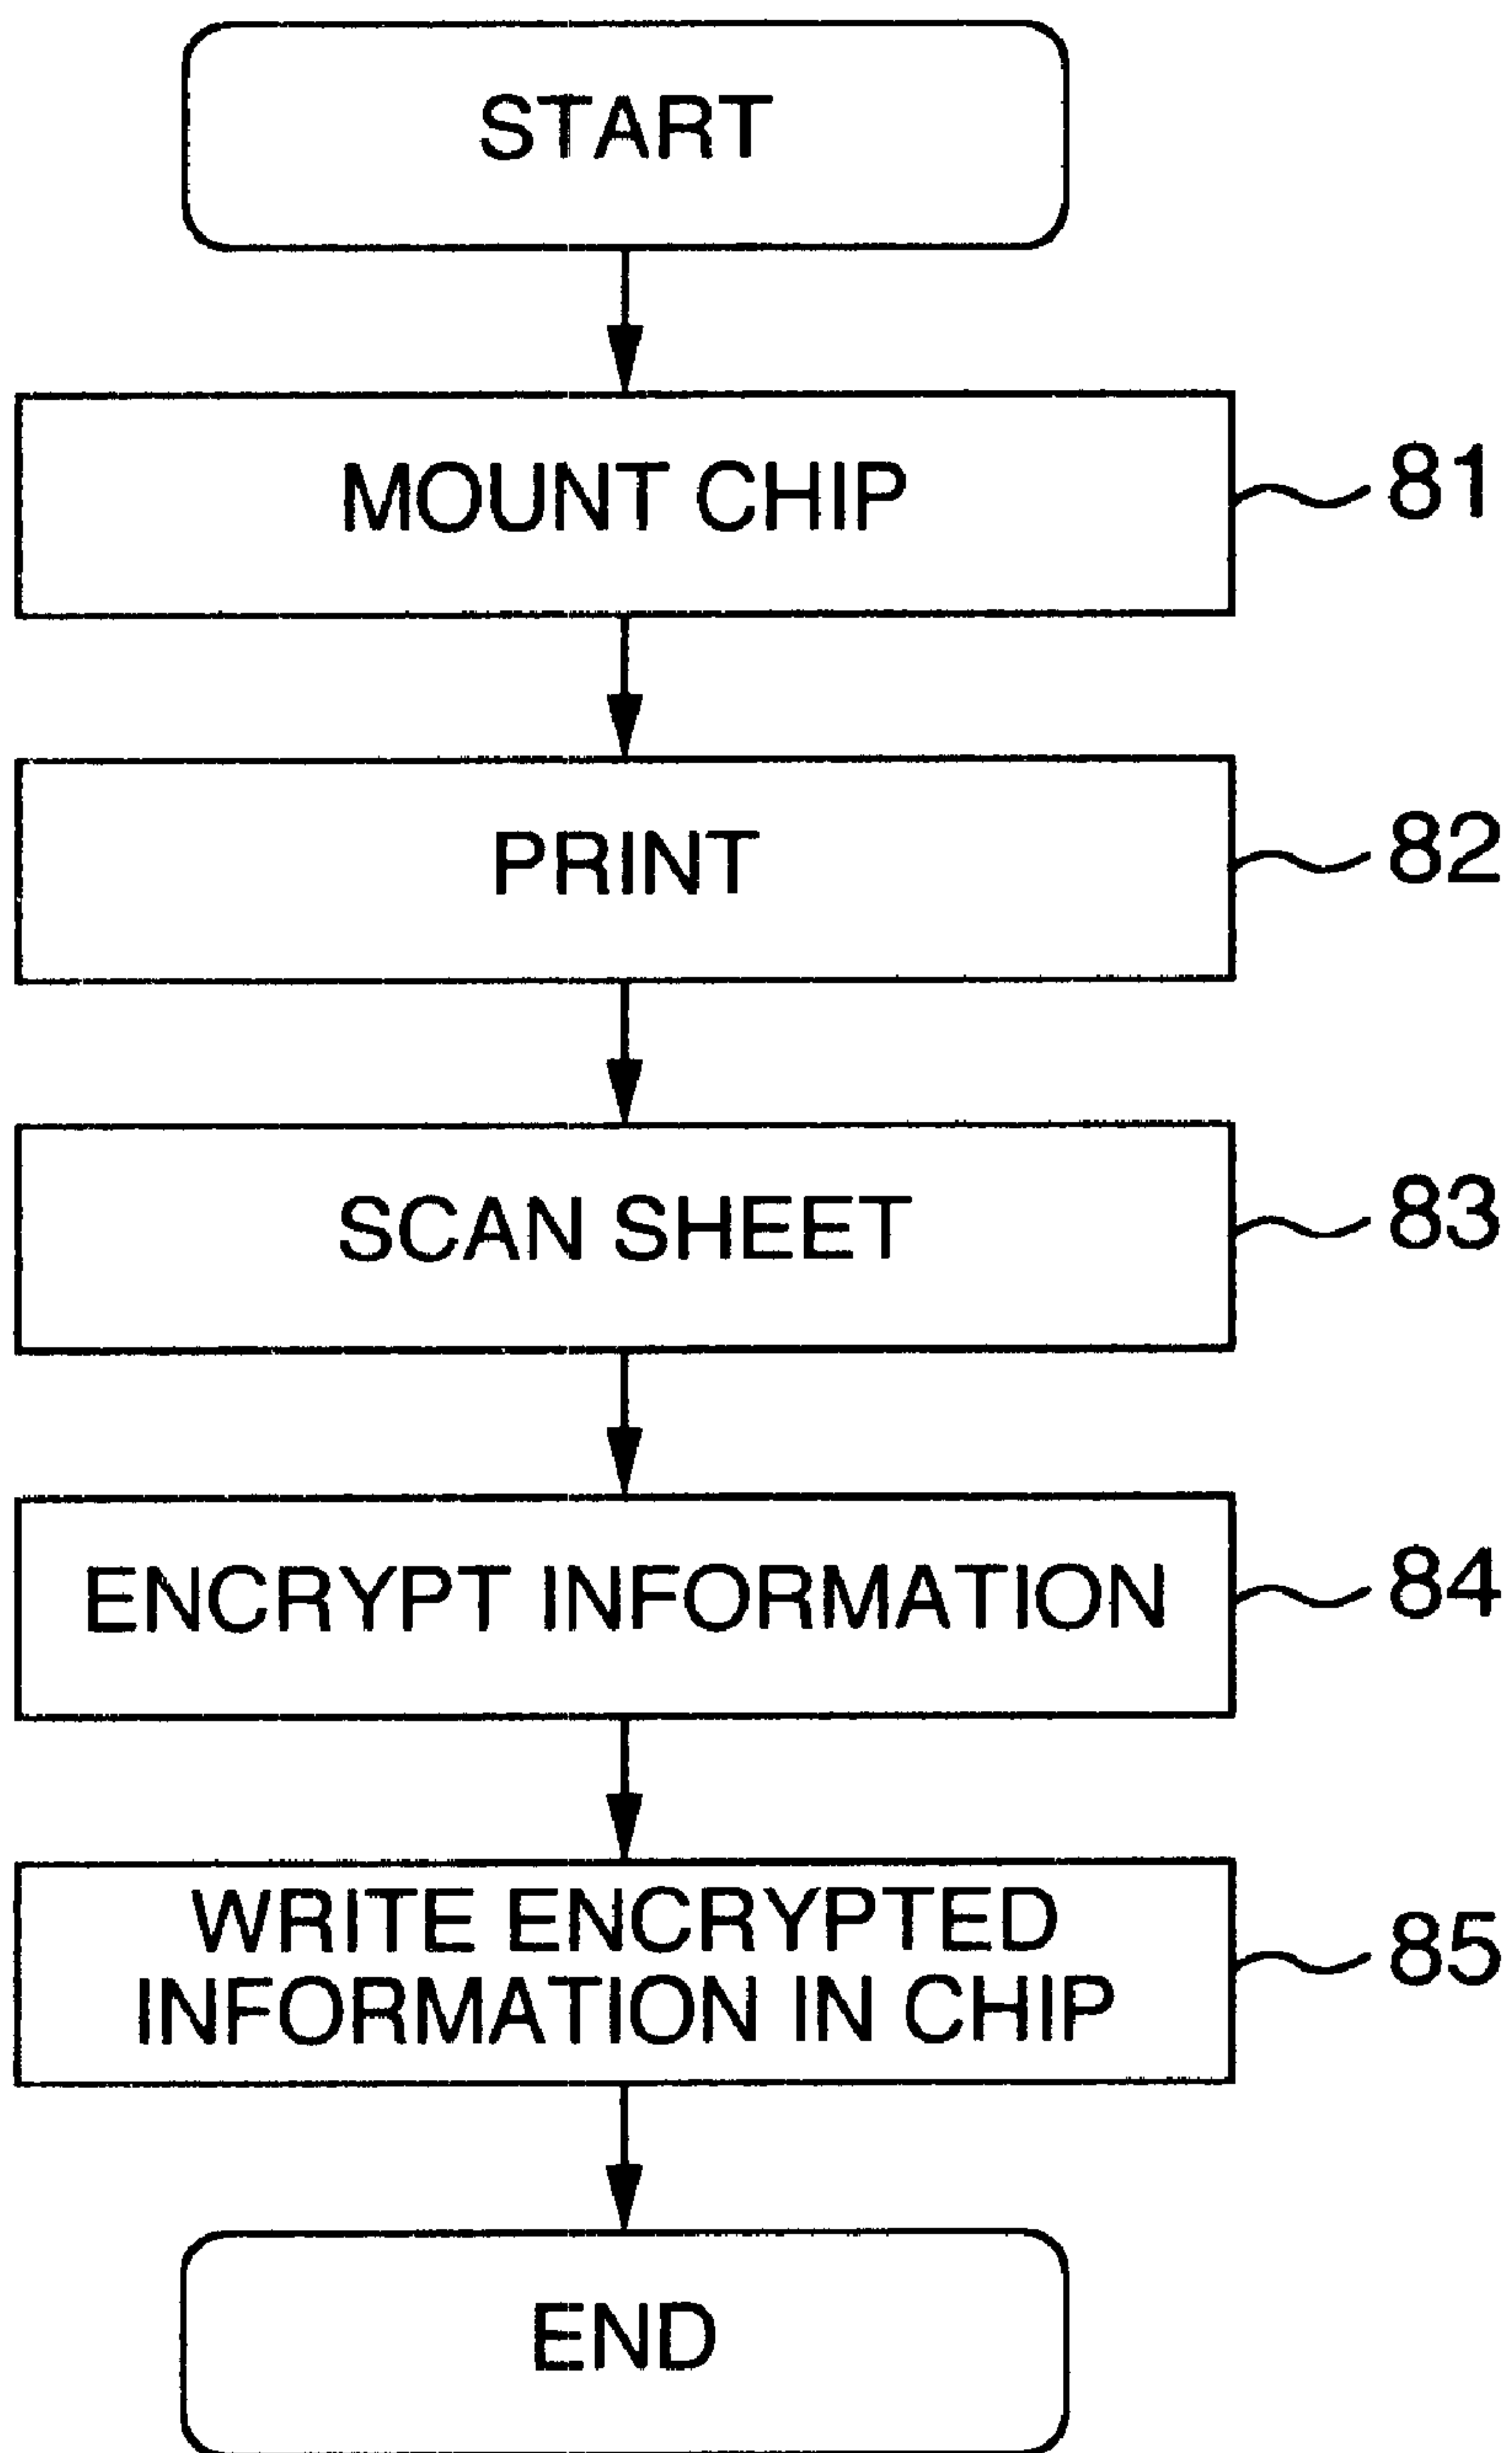 START
MOUNT CHIP
81
PRINT
82
SCAN SHEET
83
ENCRYPT INFORMATION
84
WRITE ENCRYPTED
INFORMATION IN CHIP
85
END